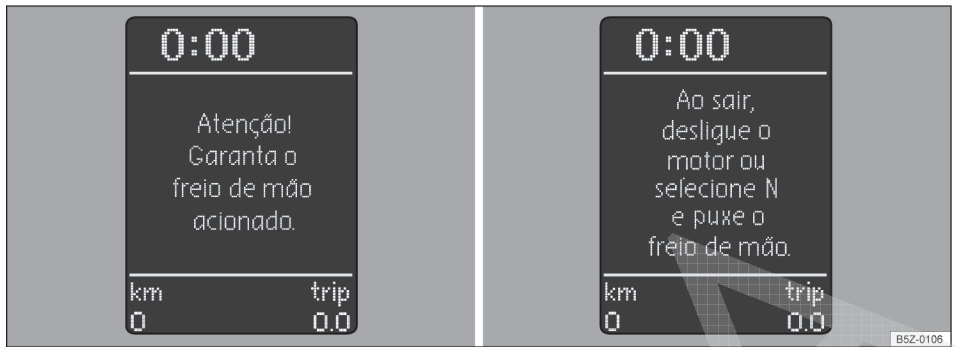 0:00
Atenção!
Garanta o
freio de mão
acionado.
km trip
0 0.0
0:00
Ao sair,
desligue o
motor ou
selecione N
e puxe o
freio de mão.
km trip
0 0.0
B5Z-0106